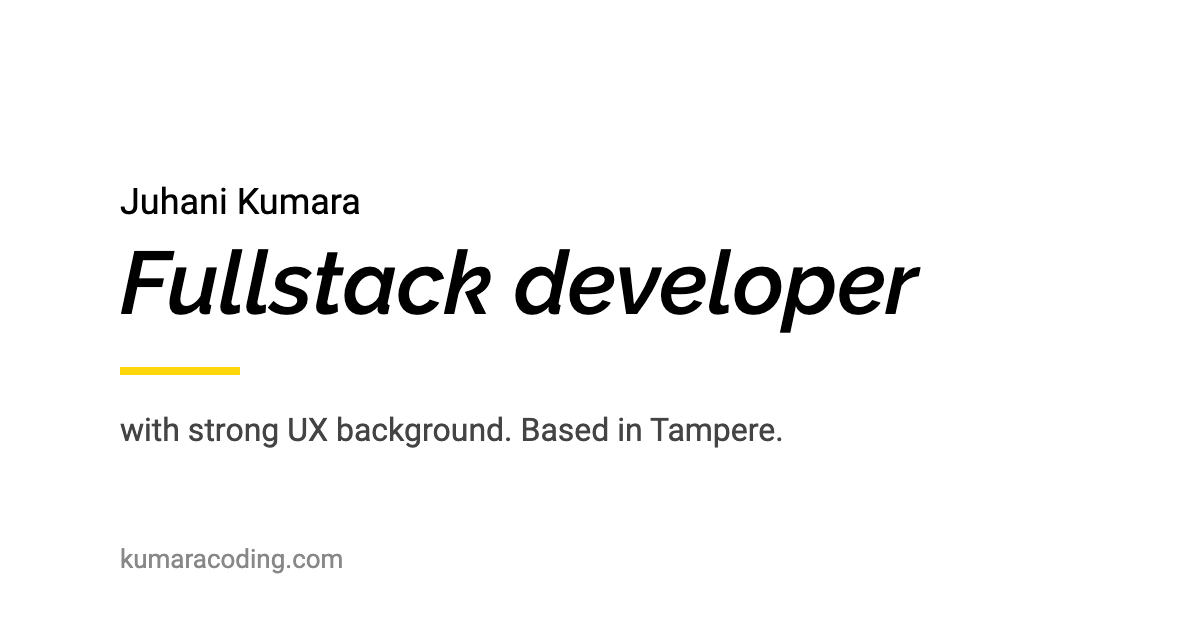 Juhani Kumara
Fullstack developer
with strong UX background. Based in Tampere.
kumaracoding.com